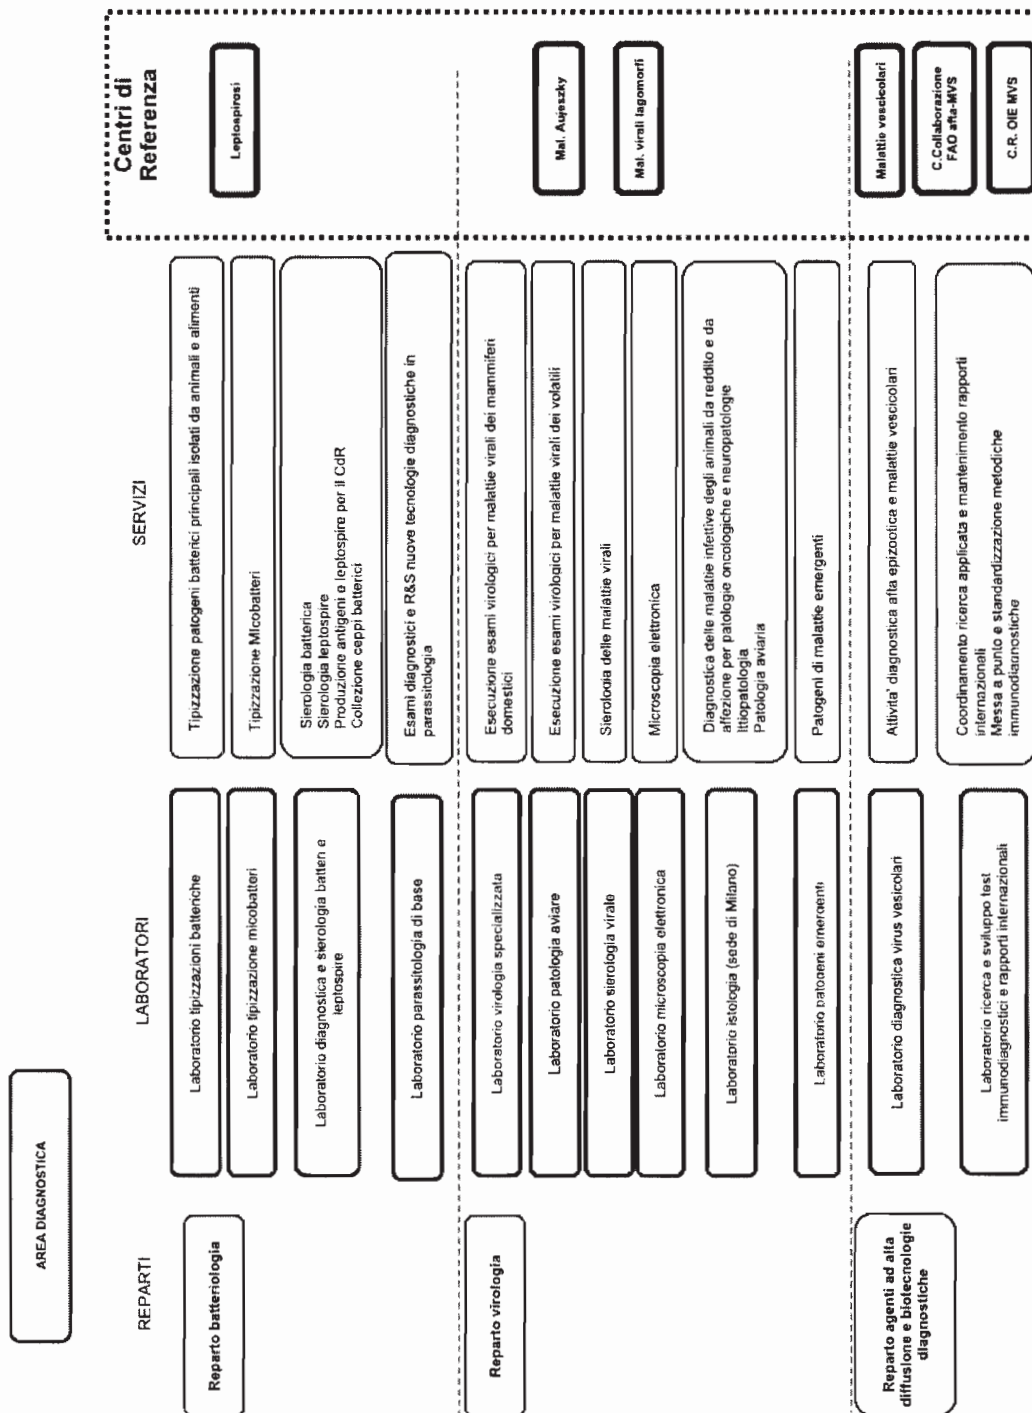 AREA DIAGNOSTICA
REPARTI
LABORATORI
SERVIZI
Centri di
Referenza
Reparto batteriologia
Laboratorio tipizzazioni batteriche
Tipizzazione patogeni batterici principali isolati da animali e alimenti
Leptospirosi
Laboratorio tipizzazione micobatteri
Tipizzazione MIcobatteri
Laboratorio diagnostica e sierologia batteri e
leptospire
Sierologia batterica
Sierologia leptospire
Produzione antigeni e leptospire per il CdR
Collezione ceppi batterici
Laboratorio parassitologia di base
Esami diagnostici e R&S nuove tecnologie diagnostiche in
parassitologia
Reparto virologia
Laboratorio virologia specializzata
Esecuzione esami virologici per malattie virali dei mammiferi
domestici
Laboratorio patologia aviare
Esecuzione esami virologici per malattie virali dei volatili
Mal. Aujeszky
Laboratorio sierologia virale
Sierologia delle malattie virali
Mal. virali lagomorfi
Laboratorio microscopia elettronica
Microscopia elettronica
Laboratorio istologia (sede di Milano)
Diagnostica delle malattie infettive degli animali da reddito e da
affezione per patologie oncologiche e neuropatologie
Ittiopatologia
Patologia aviaria
Laboratorio patogeni emergenti
Patogeni di malattie emergenti
Reparto agenti ad alta
diffusione e biotecnologie
diagnostiche
Laboratorio diagnostica virus vesicolari
Attivita' diagnostica afta epizootica e malattie vescicolari
Malattie vescicolari
C.Collaborazione
FAO afta-MVS
Laboratorio ricerca e sviluppo test
immunodiagnostici e rapporti internazionali
Coordinamento ricerca applicata e mantenimento rapporti
internazionali
Messa a punto e standardizzazione metodiche
immunodiagnostiche
C.R. OIE MVS